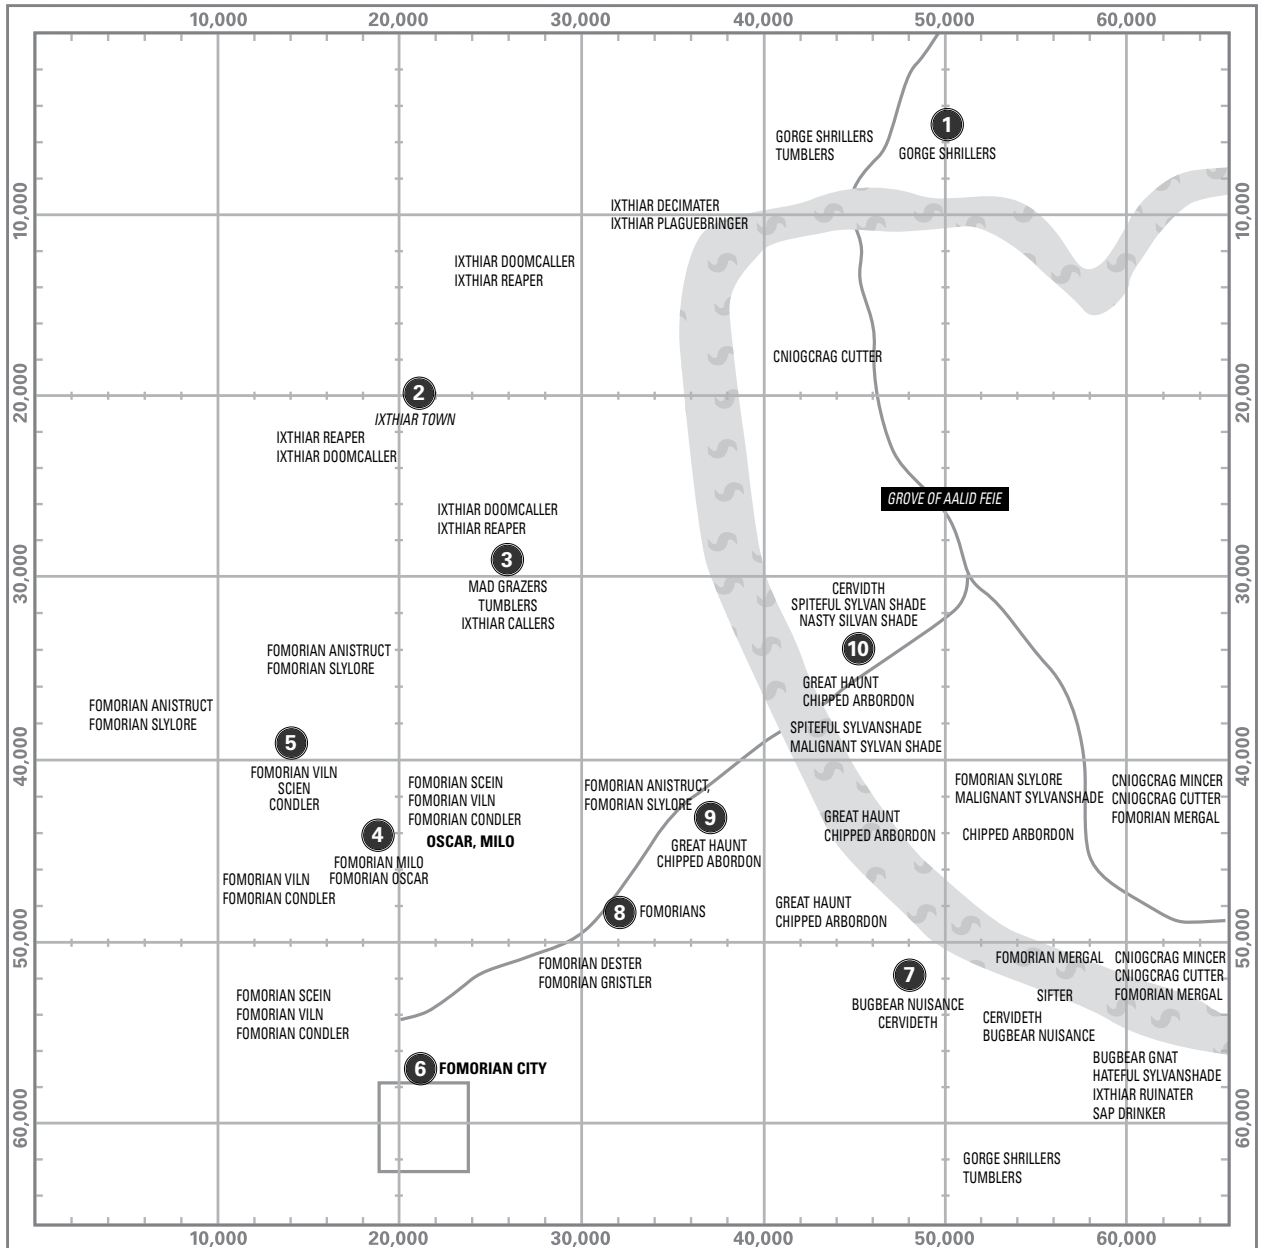 10,000 20,000 30,000 40,000 50,000 60,000
1
GORGE SHRILLERS
TUMBLERS
GORGE SHRILLERS
10,000
10,000
IXTHIAR DECIMATER
IXTHIAR PLAGUEBRINGER
IXTHIAR DOOMCALLER
IXTHIAR REAPER
CNIOGCRAG CUTTER
20,000
20,000
2
IXTHIAR TOWN
IXTHIAR REAPER
IXTHIAR DOOMCALLER
GROVE OF AALID FEIE
IXTHIAR DOOMCALLER
IXTHIAR REAPER
3
30,000
30,000
MAD GRAZERS
TUMBLERS
IXTHIAR CALLERS
CERVIDTH
SPITEFUL SYLVAN SHADE
NASTY SILVAN SHADE
10
FOMORIAN ANISTRUCT
FOMORIAN SLYLORE
GREAT HAUNT
CHIPPED ARBORDON
FOMORIAN ANISTRUCT
FOMORIAN SLYLORE
SPITEFUL SYLVANSHADE
MALIGNANT SYLVAN SHADE
5
40,000
40,000
FOMORIAN VILN
SCIEN
CONDLER
FOMORIAN SCEIN
FOMORIAN VILN
FOMORIAN CONDLER
OSCAR, MILO
FOMORIAN ANISTRUCT,
FOMORIAN SLYLORE
9
GREAT HAUNT
CHIPPED ABORDON
GREAT HAUNT
CHIPPED ARBORDON
FOMORIAN SLYLORE
MALIGNANT SYLVANSHADE
CHIPPED ARBORDON
CNIOGCRAG MINCER
CNIOGCRAG CUTTER
FOMORIAN MERGAL
4
FOMORIAN MILO
FOMORIAN OSCAR
FOMORIAN VILN
FOMORIAN CONDLER
8 FOMORIANS
GREAT HAUNT
CHIPPED ARBORDON
50,000
50,000
FOMORIAN DESTER
FOMORIAN GRISTLER
7
BUGBEAR NUISANCE
CERVIDETH
FOMORIAN MERGAL
SIFTER
CERVIDETH
BUGBEAR NUISANCE
CNIOGCRAG MINCER
CNIOGCRAG CUTTER
FOMORIAN MERGAL
FOMORIAN SCEIN
FOMORIAN VILN
FOMORIAN CONDLER
6 FOMORIAN CITY
BUGBEAR GNAT
HATEFUL SYLVANSHADE
IXTHIAR RUINATER
SAP DRINKER
60,000
60,000
GORGE SHRILLERS
TUMBLERS
10,000 20,000 30,000 40,000 50,000 60,000